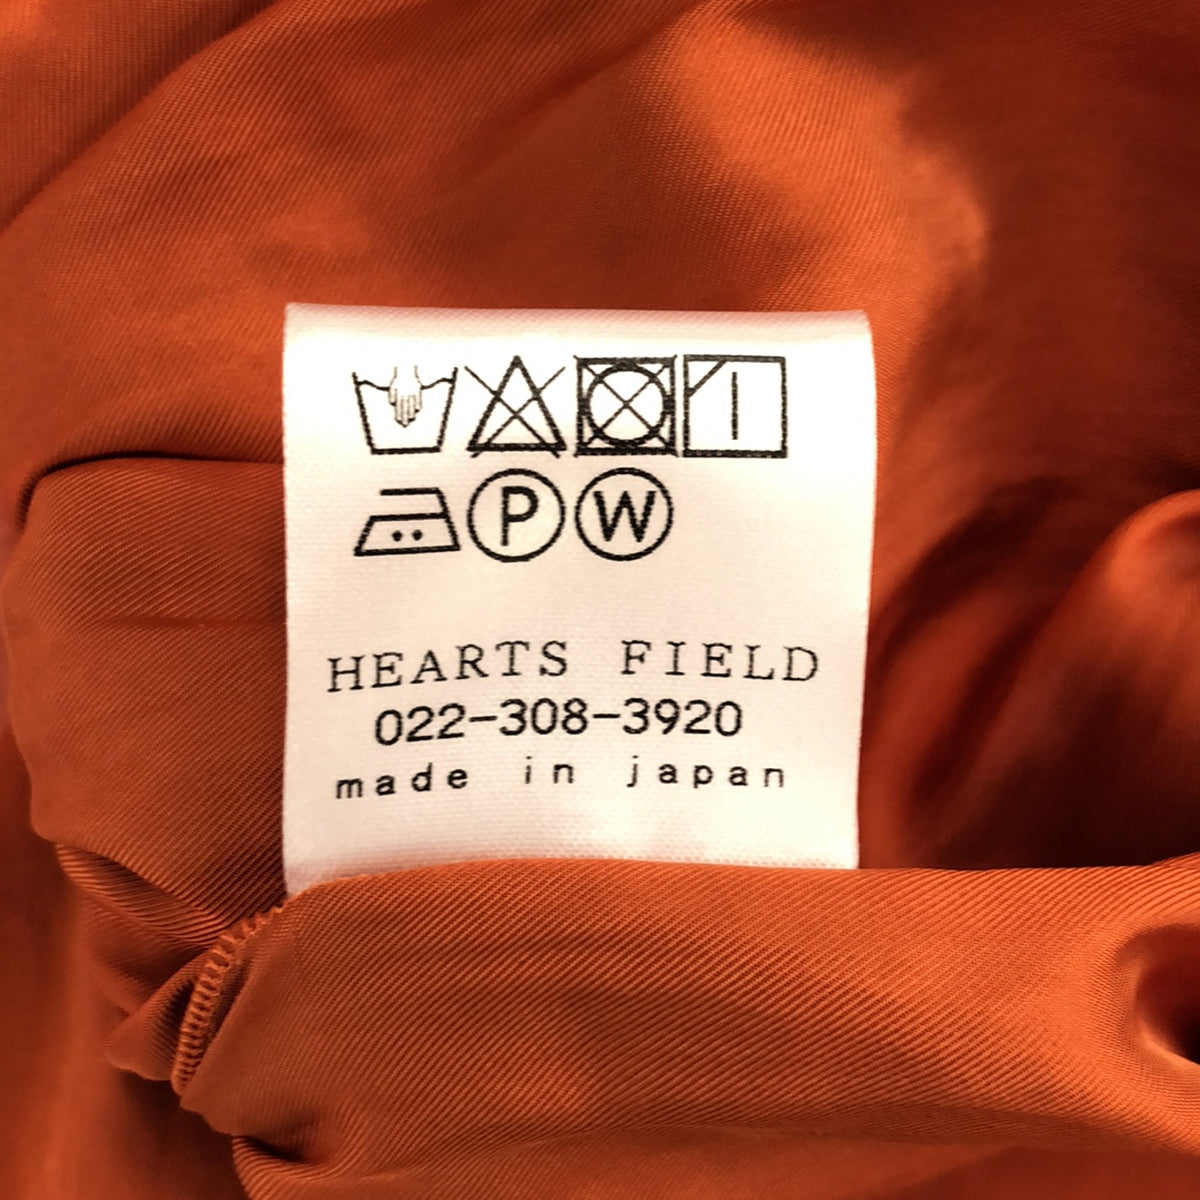 P W
HEARTS FIELD
022-308-3920
made in japan